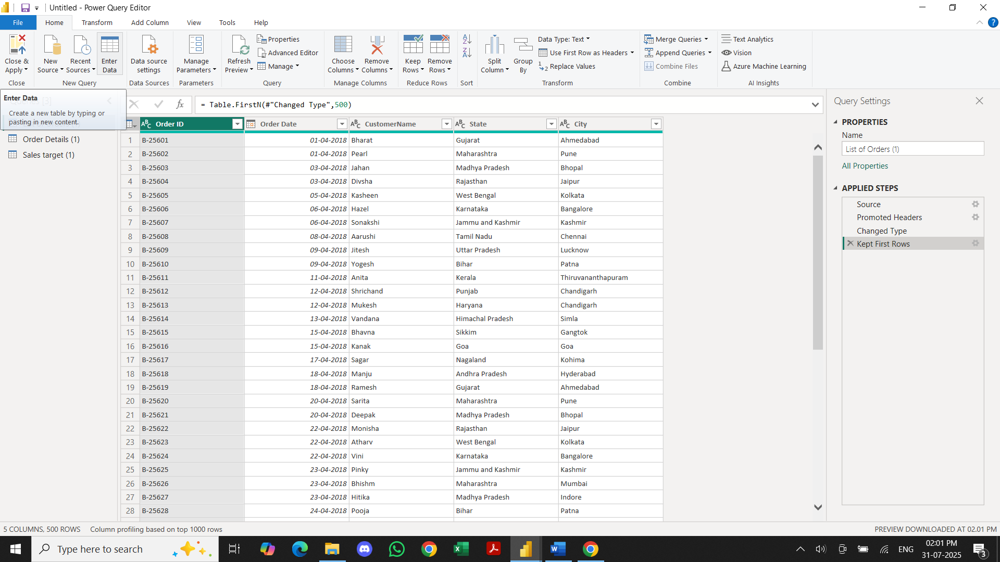 Untitled - Power Query Editor
File Home Transform Add Column View Tools Help
Close & Apply
Close
New Source
Recent Sources
Enter Data
New Query
Data source settings
Data Sources
Manage Parameters
Parameters
Refresh Preview
Properties
Advanced Editor
Manage
Query
Choose Columns
Remove Columns
Manage Columns
Keep Rows
Remove Rows
Reduce Rows
Sort
Split Column
Group By
Data Type: Text
Use First Row as Headers
Replace Values
Transform
Merge Queries
Append Queries
Combine Files
Combine
Text Analytics
Vision
Azure Machine Learning
AI Insights
Enter Data
Create a new table by typing or
pasting in new content.
Order Details (1)
Sales target (1)
fx = Table.FirstN(#"Changed Type",500)
Order ID Order Date CustomerName State City
1 B-25601 01-04-2018 Bharat Gujarat Ahmedabad
2 B-25602 01-04-2018 Pearl Maharashtra Pune
3 B-25603 03-04-2018 Jahan Madhya Pradesh Bhopal
4 B-25604 03-04-2018 Divsha Rajasthan Jaipur
5 B-25605 05-04-2018 Kasheen West Bengal Kolkata
6 B-25606 06-04-2018 Hazel Karnataka Bangalore
7 B-25607 06-04-2018 Sonakshi Jammu and Kashmir Kashmir
8 B-25608 08-04-2018 Aarushi Tamil Nadu Chennai
9 B-25609 09-04-2018 Jitesh Uttar Pradesh Lucknow
10 B-25610 09-04-2018 Yogesh Bihar Patna
11 B-25611 11-04-2018 Anita Kerala Thiruvananthapuram
12 B-25612 12-04-2018 Shrichand Punjab Chandigarh
13 B-25613 12-04-2018 Mukesh Haryana Chandigarh
14 B-25614 13-04-2018 Vandana Himachal Pradesh Simla
15 B-25615 15-04-2018 Bhavna Sikkim Gangtok
16 B-25616 15-04-2018 Kanak Goa Goa
17 B-25617 17-04-2018 Sagar Nagaland Kohima
18 B-25618 18-04-2018 Manju Andhra Pradesh Hyderabad
19 B-25619 18-04-2018 Ramesh Gujarat Ahmedabad
20 B-25620 20-04-2018 Sarita Maharashtra Pune
21 B-25621 20-04-2018 Deepak Madhya Pradesh Bhopal
22 B-25622 22-04-2018 Monisha Rajasthan Jaipur
23 B-25623 22-04-2018 Atharv West Bengal Kolkata
24 B-25624 22-04-2018 Vini Karnataka Bangalore
25 B-25625 23-04-2018 Pinky Jammu and Kashmir Kashmir
26 B-25626 23-04-2018 Bhishm Maharashtra Mumbai
27 B-25627 23-04-2018 Hitika Madhya Pradesh Indore
28 B-25628 24-04-2018 Pooja Bihar Patna
Query Settings
PROPERTIES
Name
List of Orders (1)
All Properties
APPLIED STEPS
Source
Promoted Headers
Changed Type
Kept First Rows
5 COLUMNS, 500 ROWS Column profiling based on top 1000 rows
PREVIEW DOWNLOADED AT 02.01 PM
Type here to search
ENG
02:01 PM
31-07-2025
3